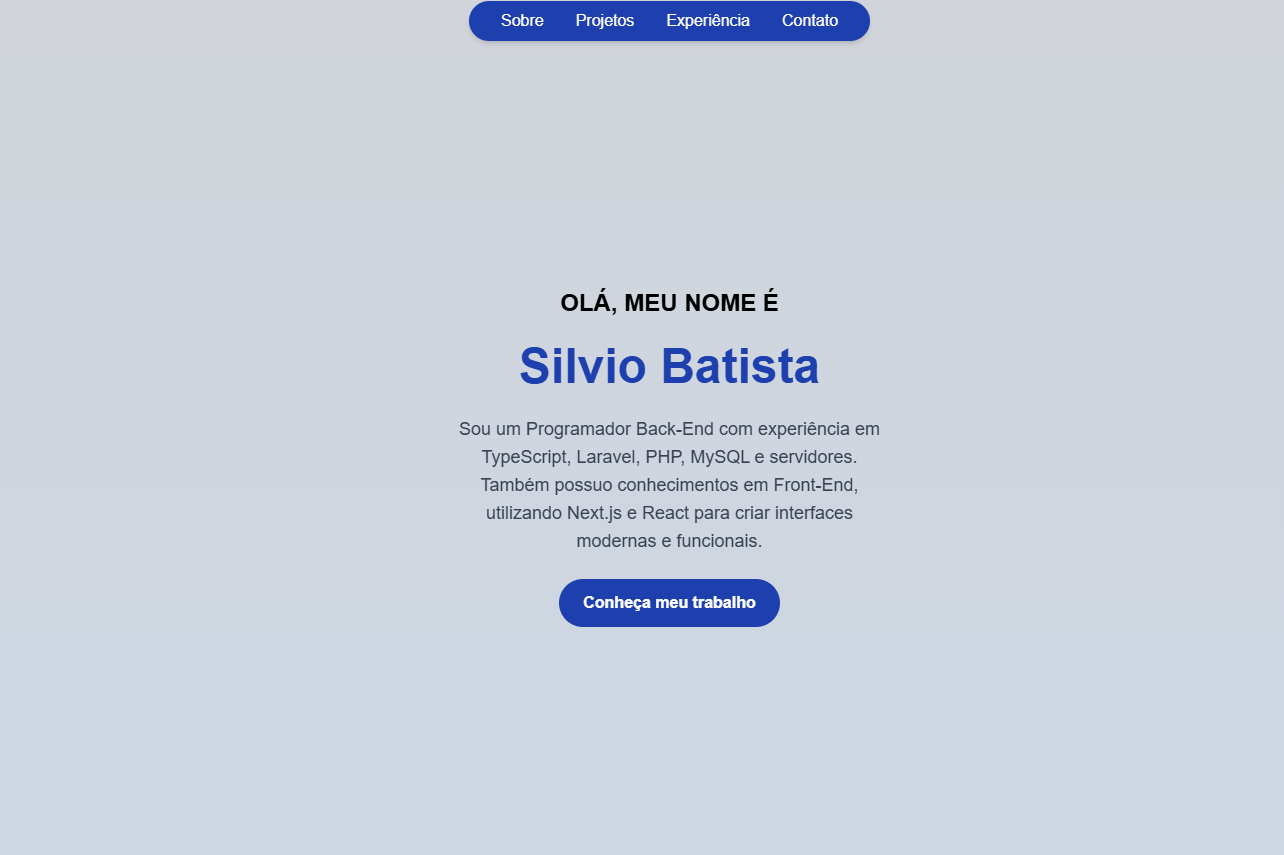 Sobre Projetos Experiência Contato
OLÁ, MEU NOME É
Silvio Batista
Sou um Programador Back-End com experiência em
TypeScript, Laravel, PHP, MySQL e servidores.
Também possuo conhecimentos em Front-End,
utilizando Next.js e React para criar interfaces
modernas e funcionais.
Conheça meu trabalho